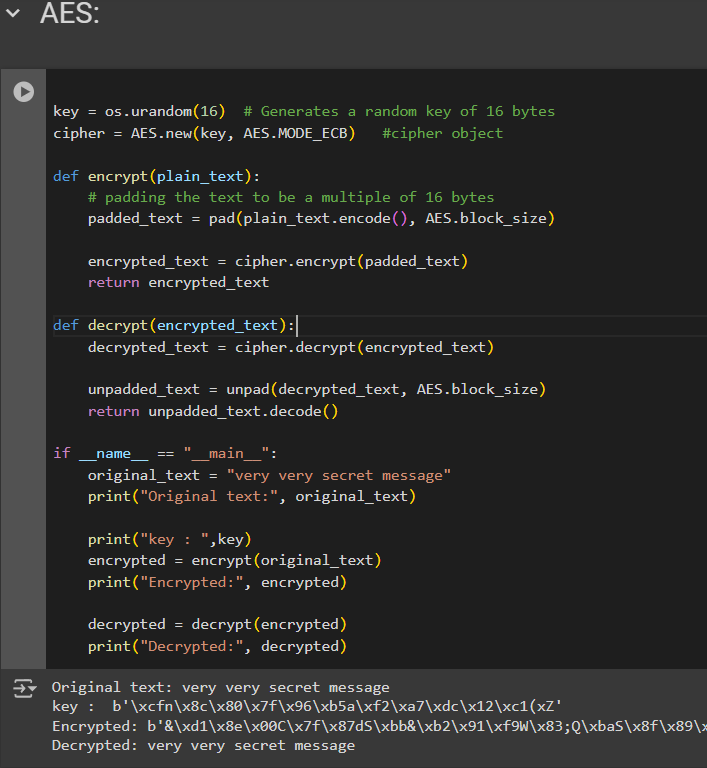 AES:
key = os.urandom(16)  # Generates a random key of 16 bytes
cipher = AES.new(key, AES.MODE_ECB)   #cipher object
def encrypt(plain_text):
    # padding the text to be a multiple of 16 bytes
    padded_text = pad(plain_text.encode(), AES.block_size)
    encrypted_text = cipher.encrypt(padded_text)
    return encrypted_text
def decrypt(encrypted_text):
    decrypted_text = cipher.decrypt(encrypted_text)
    unpadded_text = unpad(decrypted_text, AES.block_size)
    return unpadded_text.decode()
if __name__ == "__main__":
    original_text = "very very secret message"
    print("Original text:", original_text)
    print("key : ",key)
    encrypted = encrypt(original_text)
    print("Encrypted:", encrypted)
    decrypted = decrypt(encrypted)
    print("Decrypted:", decrypted)
Original text: very very secret message
key :  b'\xcfn\x8c\x80\x7f\x96\xb5a\xf2\xa7\xdc\x12\xc1(xZ'
Encrypted: b'&\xd1\x8e\x00C\x7f\x87dS\xbb&\xb2\x91\xf9W\x83;Q\xbaS\x8f\x89\x
Decrypted: very very secret message